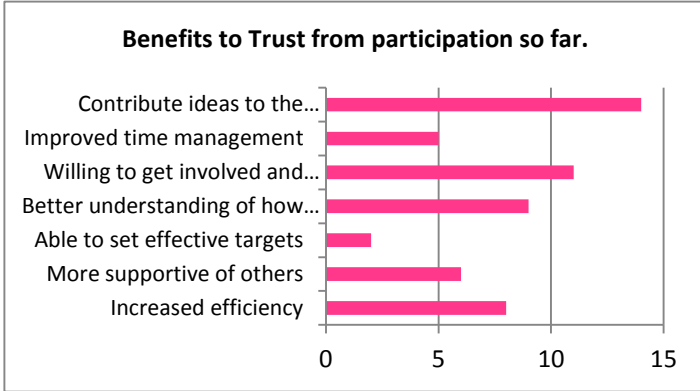 Benefits to Trust from participation so far.
Contribute ideas to the...
Improved time management
Willing to get involved and...
Better understanding of how...
Able to set effective targets
More supportive of others
Increased efficiency
0 5 10 15